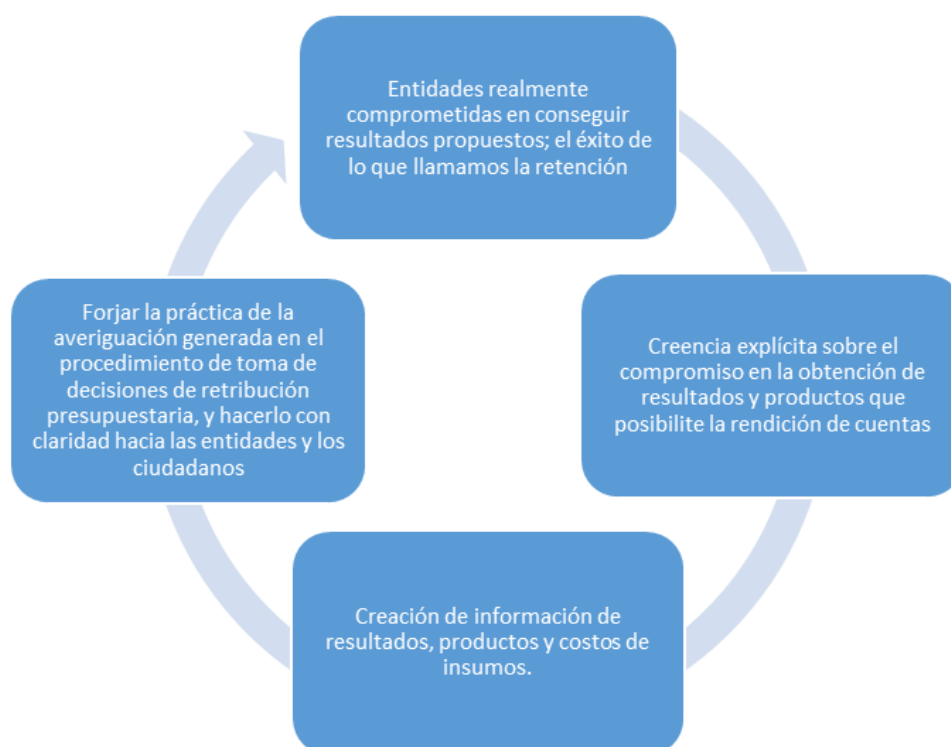 Entidades realmente
comprometidas en conseguir
resultados propuestos; el éxito de
lo que llamamos la retención
Creencia explícita sobre el
compromiso en la obtención de
resultados y productos que
posibilite la rendición de cuentas
Creación de información de
resultados, productos y costos de
insumos.
Forjar la práctica de la
averiguación generada en el
procedimiento de toma de
decisiones de retribución
presupuestaria, y hacerlo con
claridad hacia las entidades y los
ciudadanos